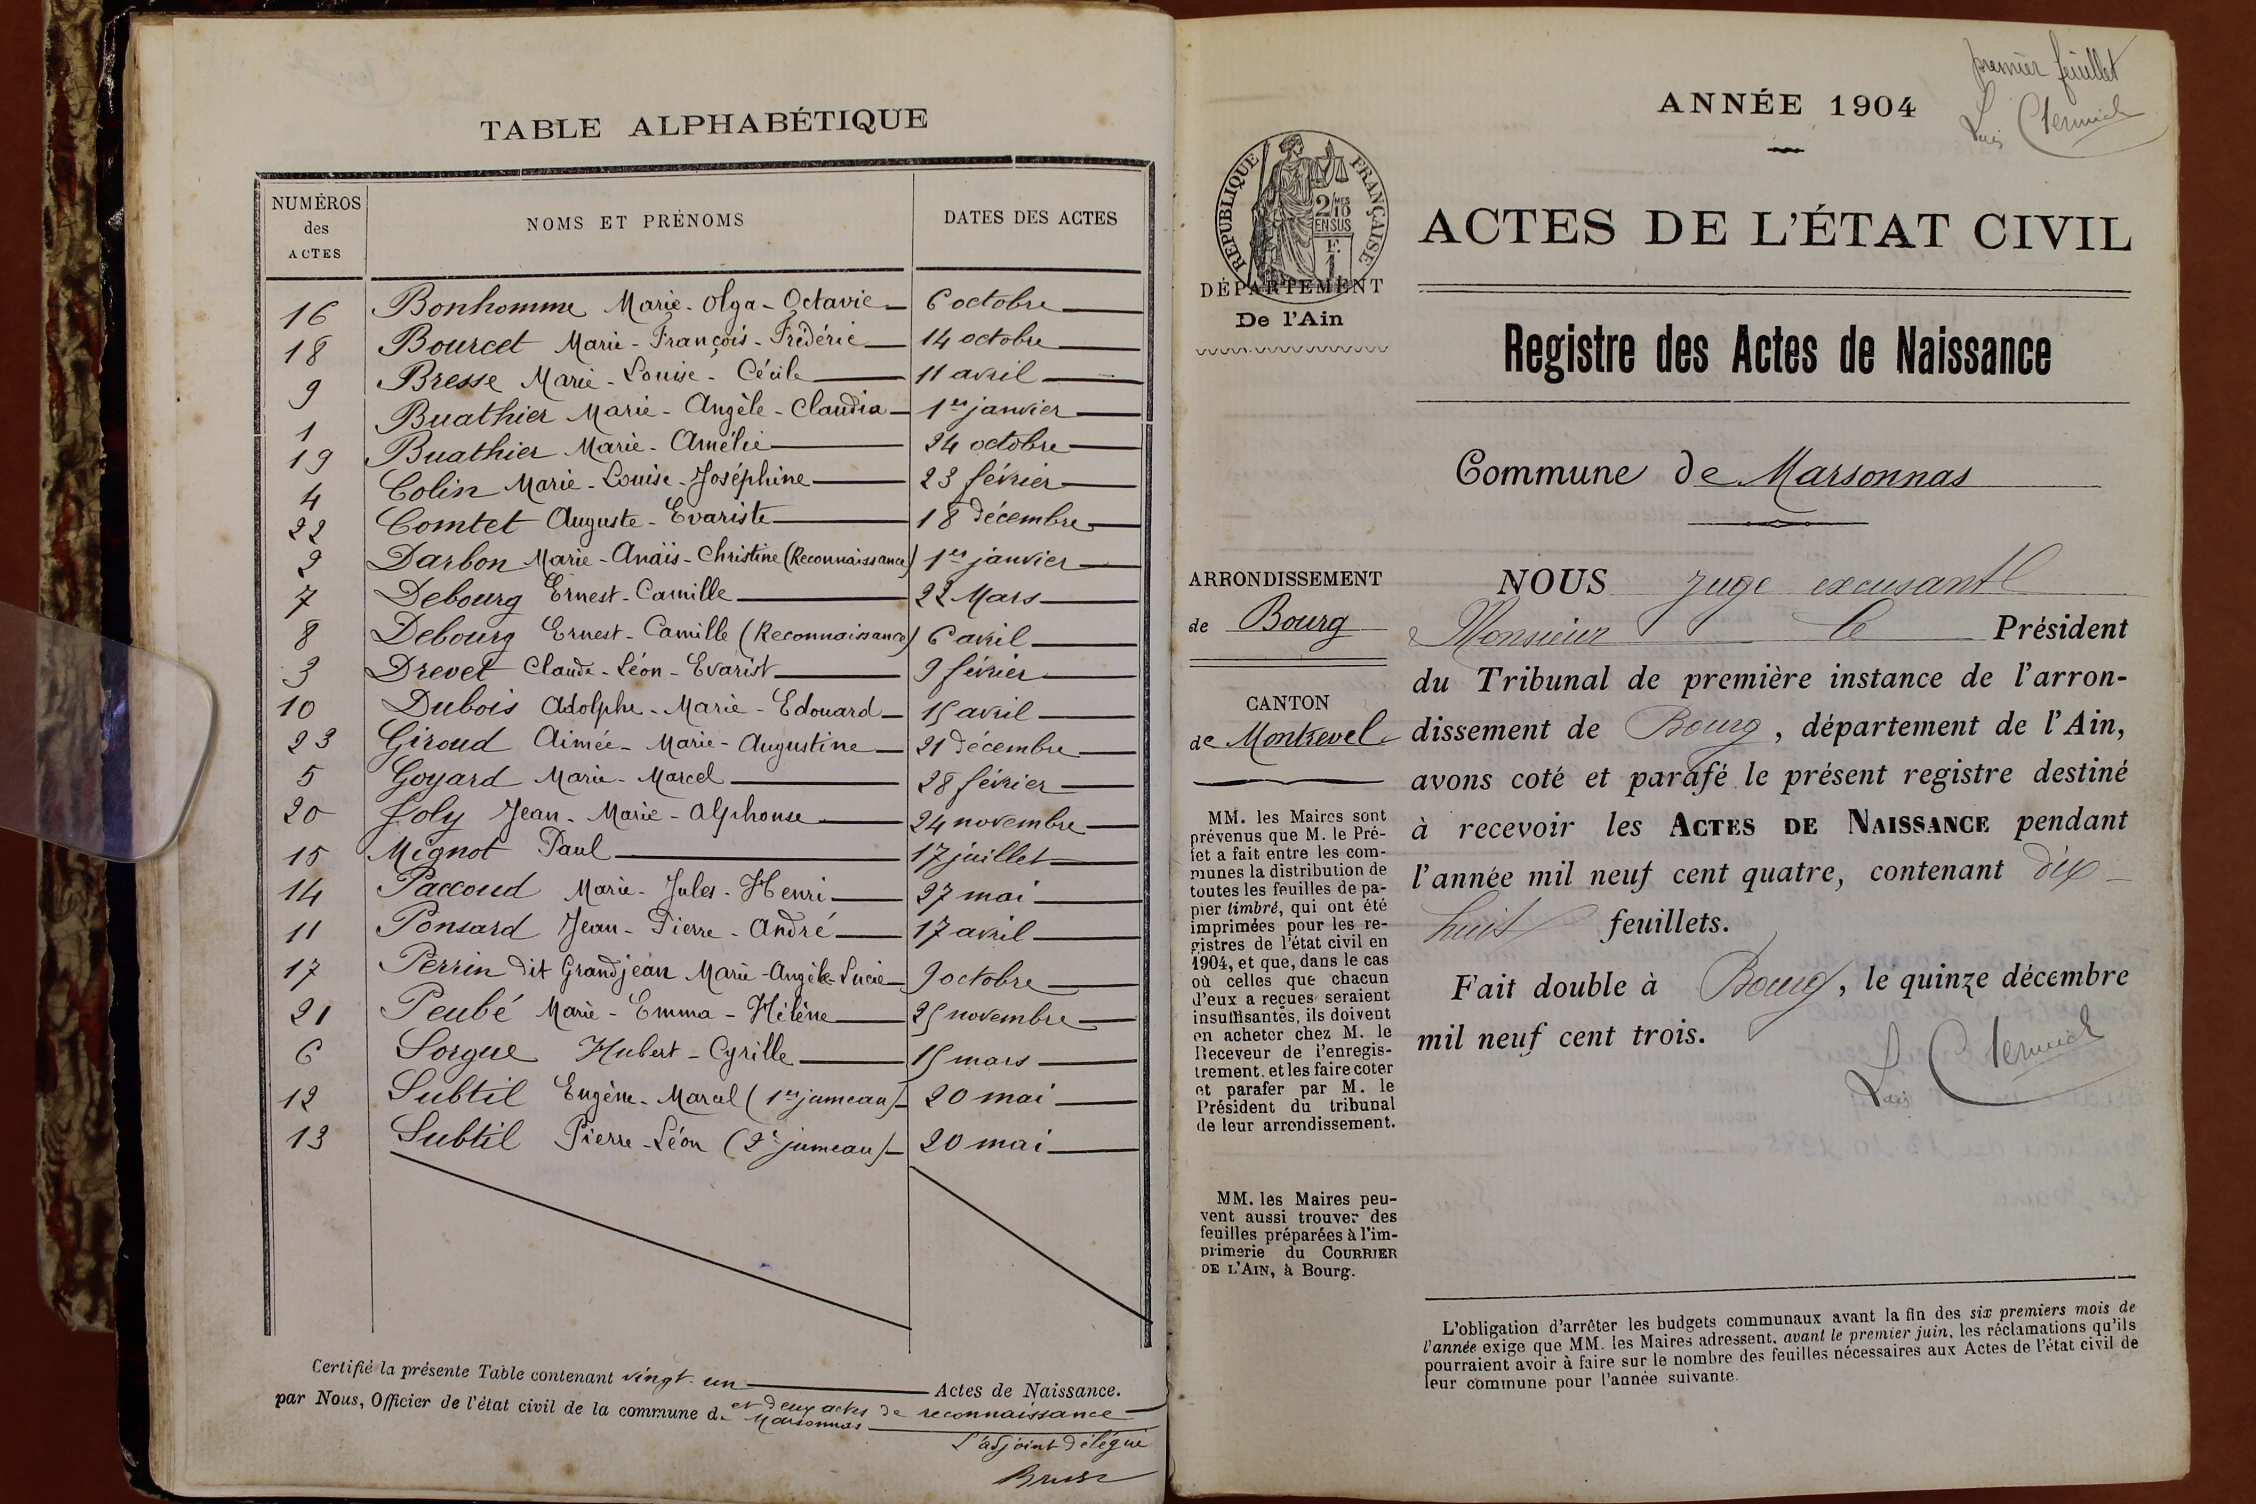 TABLE ALPHABÉTIQUE
NUMÉROS des ACTES
NOMS ET PRÉNOMS
DATES DES ACTES
16 Bonhomme Marie-Olga-Octavie 6 octobre
18 Bourcet Marie-François-Frédéric 14 octobre
9 Bresse Marie-Louise-Cécile 11 avril
1 Buathier Marie-Angèle-Claudia 1er janvier
19 Buathier Marie-Amélie 24 octobre
4 Colin Marie-Louise-Joséphine 23 février
22 Comtet Auguste-Evariste 18 décembre
2 Darbon Marie-Anaïs-Christine (Reconnaissance) 1er janvier
7 Debourg Ernest-Camille 22 Mars
8 Debourg Ernest-Camille (Reconnaissance) 6 avril
3 Drevet Claude-Léon-Evarist 9 février
10 Dubois Adolphe-Marie-Edouard 15 avril
23 Giroud Aimée-Marie-Augustine 21 décembre
5 Goyard Marie-Marcel 28 février
20 Joly Jean-Marie-Alphonse 24 novembre
15 Mignot Paul 17 juillet
14 Paccoud Marie-Jules-Henri 27 mai
11 Ponsard Jean-Pierre-André 17 avril
17 Perrin dit Grandjean Marie-Angèle-Lucie 9 octobre
21 Peubé Marie-Emma-Hélène 25 novembre
6 Sorgue Hubert-Cyrille 15 mars
12 Subtil Eugène-Marcel (1er jumeau) 20 mai
13 Subtil Pierre-Léon (2e jumeau) 20 mai
Certifié la présente Table contenant vingt-un Actes de Naissance.
et deux actes de reconnaissance
par Nous, Officier de l'état civil de la commune de Marsonnas
L'adjoint délégué
premier feuillet
ANNÉE 1904
RÉPUBLIQUE FRANÇAISE
2/10MES
EN SUS
F.
1
ACTES DE L'ÉTAT CIVIL
DÉPARTEMENT
De l'Ain
Registre des Actes de Naissance
Commune de Marsonnas
ARRONDISSEMENT
de Bourg
CANTON
de Montrevel
MM. les Maires sont
prévenus que M. le Pré-
fet a fait entre les com-
munes la distribution de
toutes les feuilles de pa-
pier timbré, qui ont été
imprimées pour les re-
gistres de l'état civil en
1904, et que, dans le cas
où celles que chacun
d'eux a reçues seraient
insuffisantes, ils doivent
en acheter chez M. le
Receveur de l'enregis-
trement, et les faire coter
et parafer par M. le
Président du tribunal
de leur arrondissement.
MM. les Maires peu-
vent aussi trouver des
feuilles préparées à l'im-
primerie du COURRIER
DE L'AIN, à Bourg.
NOUS juge excusant
Monsieur le Président
du Tribunal de première instance de l'arron-
dissement de Bourg, département de l'Ain,
avons coté et parafé le présent registre destiné
à recevoir les ACTES DE NAISSANCE pendant
l'année mil neuf cent quatre, contenant dix-
huit feuillets.
Fait double à Bourg, le quinze décembre
mil neuf cent trois.
L'obligation d'arrêter les budgets communaux avant la fin des six premiers mois de
l'année exige que MM. les Maires adressent, avant le premier juin, les réclamations qu'ils
pourraient avoir à faire sur le nombre des feuilles nécessaires aux Actes de l'état civil de
leur commune pour l'année suivante.